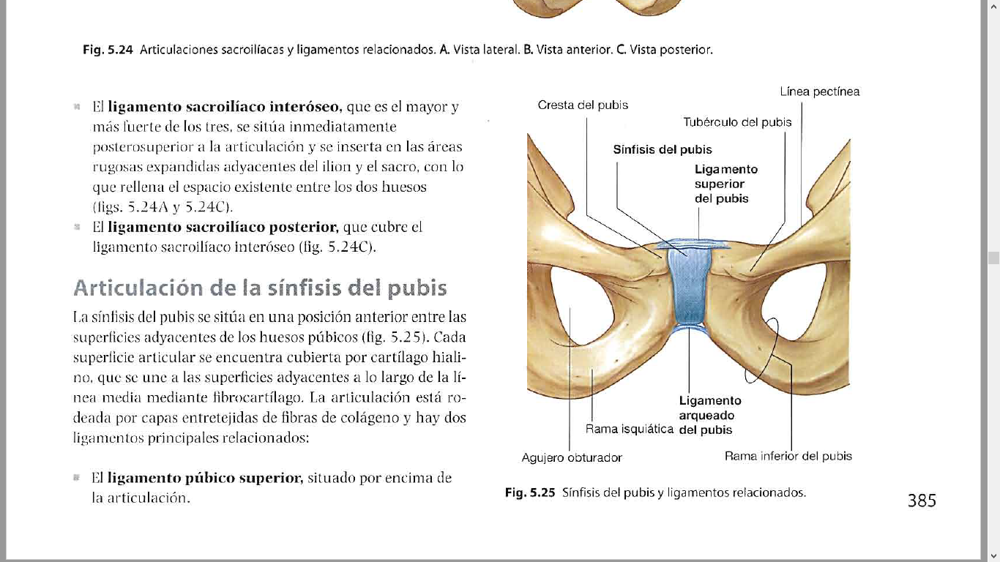 Fig. 5.24 Articulaciones sacroilíacas y ligamentos relacionados. A. Vista lateral. B. Vista anterior. C. Vista posterior.
El ligamento sacroilíaco interóseo, que es el mayor y
más fuerte de los tres, se sitúa inmediatamente
posterosuperior a la articulación y se inserta en las áreas
rugosas expandidas adyacentes del ilion y el sacro, con lo
que rellena el espacio existente entre los dos huesos
(figs. 5.24A y 5.24C).
El ligamento sacroilíaco posterior, que cubre el
ligamento sacroilíaco interóseo (fig. 5.24C).
Articulación de la sínfisis del pubis
La sínfisis del pubis se sitúa en una posición anterior entre las
superficies adyacentes de los huesos púbicos (fig. 5.25). Cada
superficie articular se encuentra cubierta por cartílago hiali-
no, que se une a las superficies adyacentes a lo largo de la lí-
nea media mediante fibrocartílago. La articulación está ro-
deada por capas entretejidas de fibras de colágeno y hay dos
ligamentos principales relacionados:
El ligamento púbico superior, situado por encima de
la articulación.
Línea pectínea
Cresta del pubis
Tubérculo del pubis
Sínfisis del pubis
Ligamento
superior
del pubis
Ligamento
arqueado
del pubis
Rama isquiática
Agujero obturador
Rama inferior del pubis
Fig. 5.25 Sínfisis del pubis y ligamentos relacionados.
385